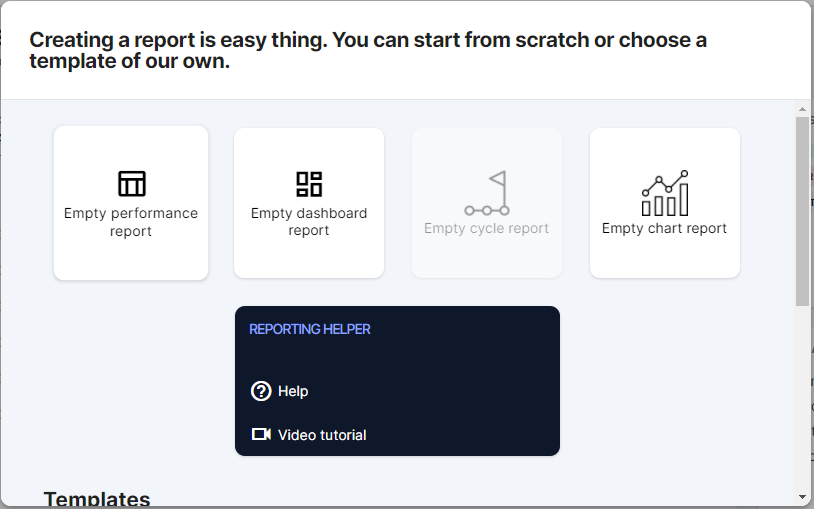 Creating a report is easy thing. You can start from scratch or choose a
template of our own.
Empty performance
report
Empty dashboard
report
Empty cycle report
Empty chart report
REPORTING HELPER
Help
Video tutorial
Templates